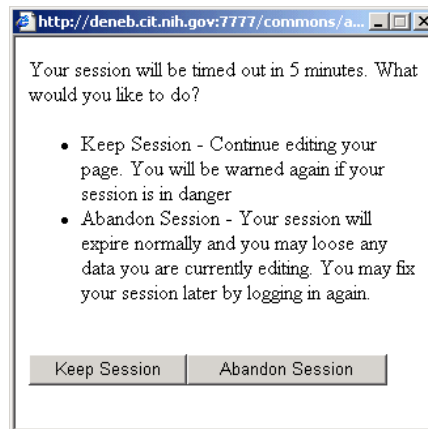 http://deneb.cit.nih.gov:7777/commons/a...
Your session will be timed out in 5 minutes. What
would you like to do?
• Keep Session - Continue editing your
page. You will be warned again if your
session is in danger
• Abandon Session - Your session will
expire normally and you may loose any
data you are currently editing. You may fix
your session later by logging in again.
Keep Session Abandon Session